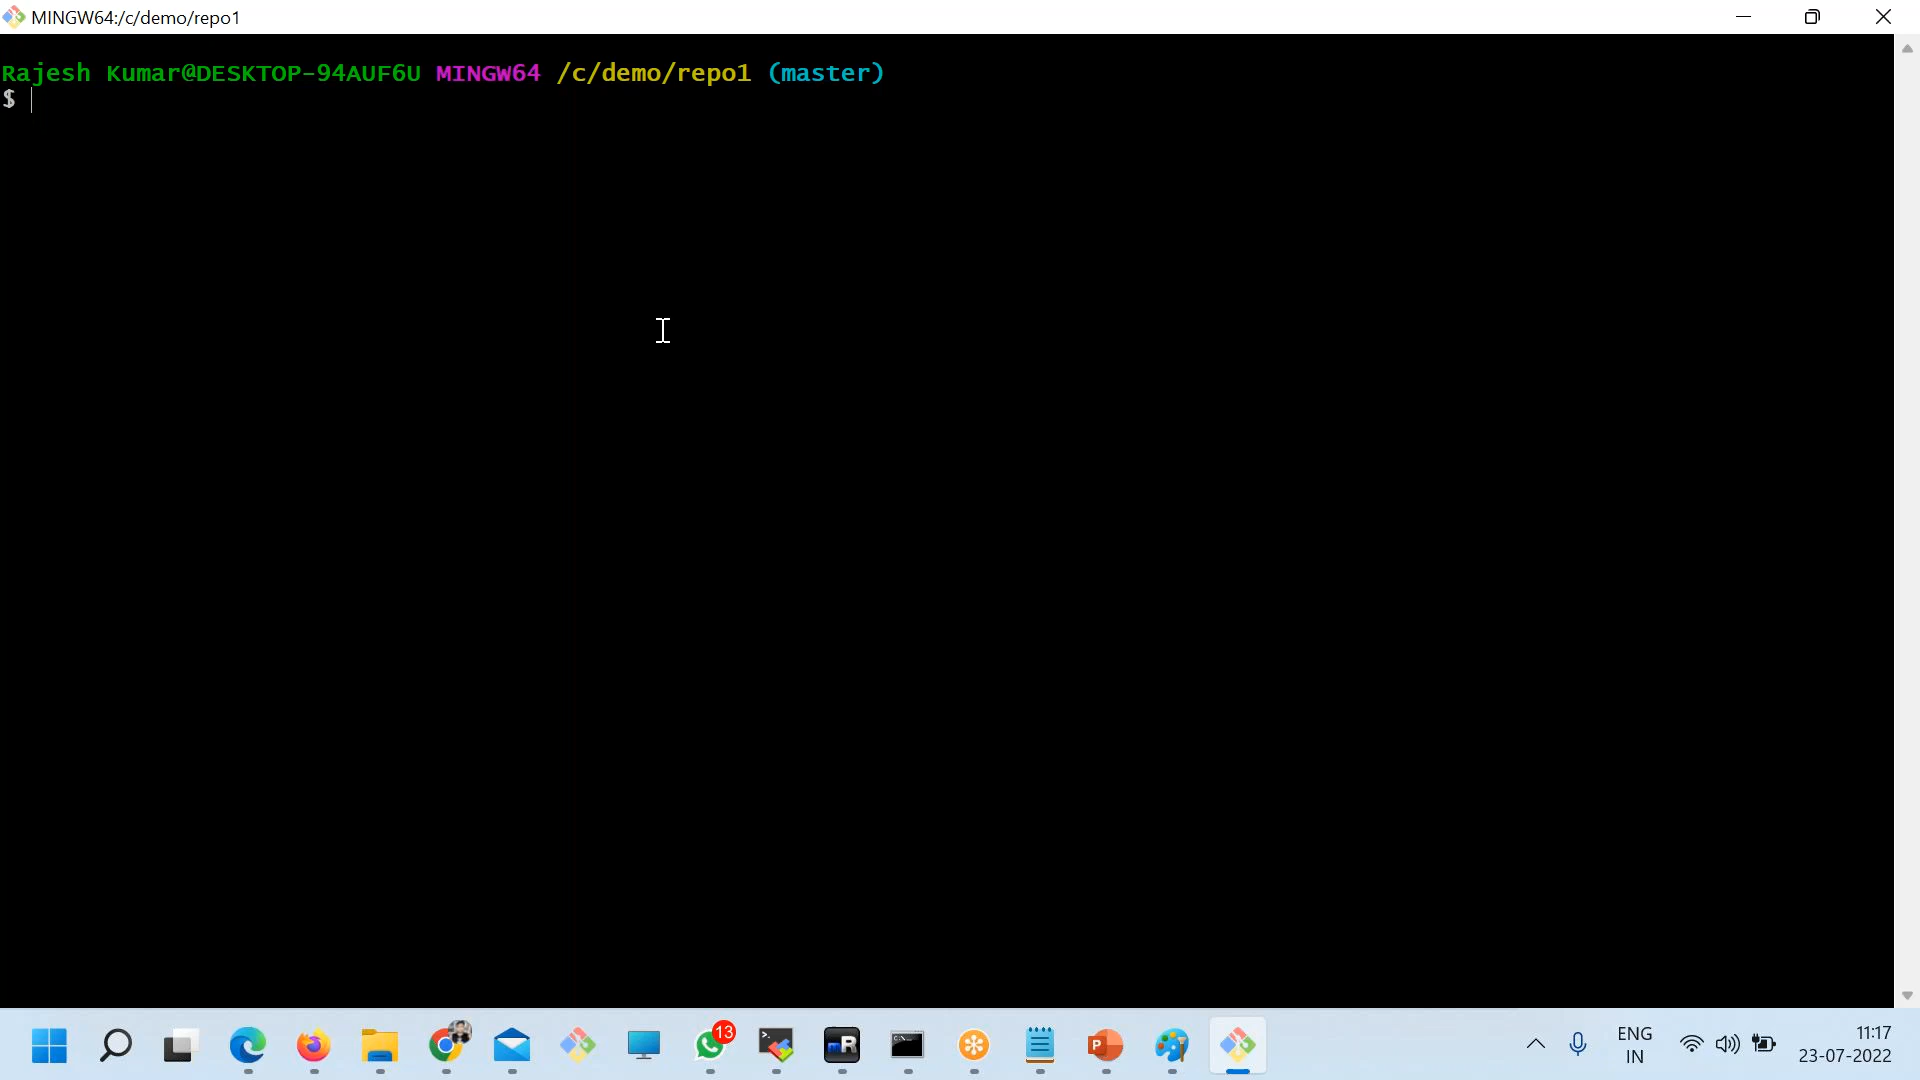 MINGW64:/c/demo/repo1
Rajesh Kumar@DESKTOP-94AUF6U MINGW64 /c/demo/repo1 (master)
$
13
mR
P
ENG
IN
11:17
23-07-2022